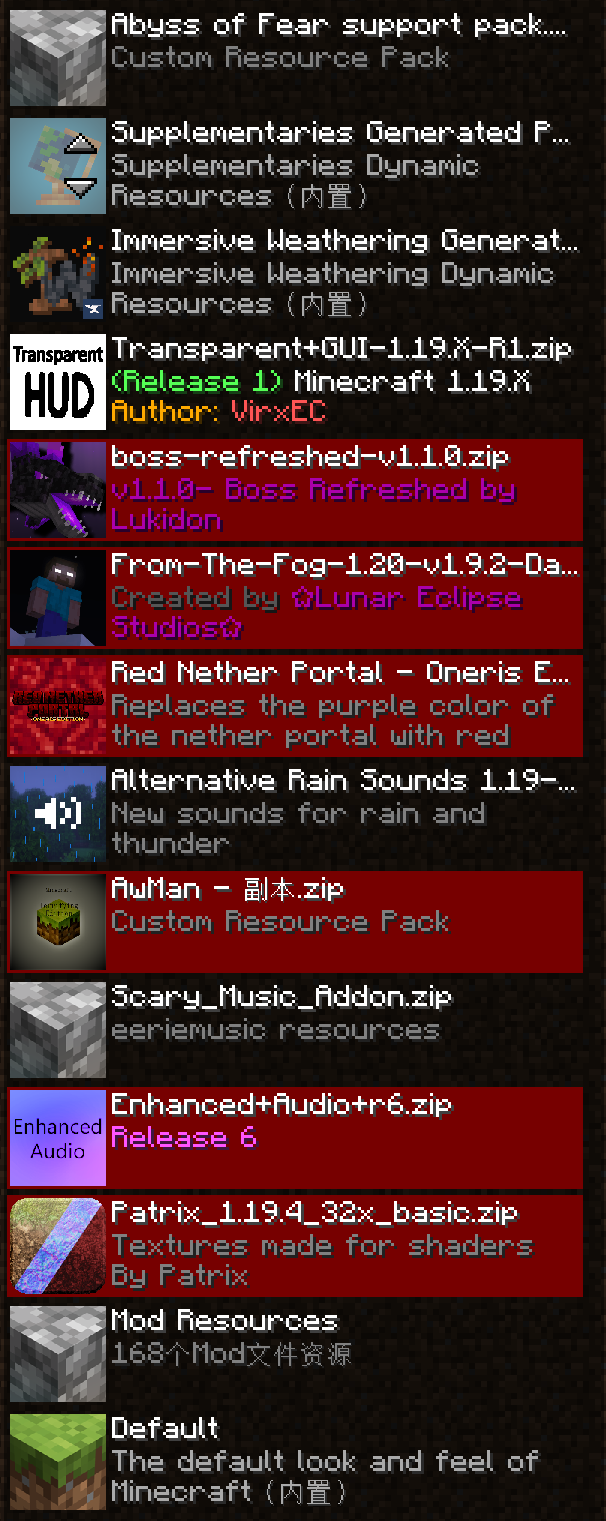 Abyss of Fear support pack....
Custom Resource Pack
Supplementaries Generated P...
Supplementaries Dynamic
Resources（内置）
Immersive Weathering Generat...
Immersive Weathering Dynamic
Resources（内置）
Transparent
HUD
Transparent+GUI-1.19.X-R1.zip
(Release 1) Minecraft 1.19.X
Author: VirxEC
boss-refreshed-v1.1.0.zip
v1.1.0- Boss Refreshed by
Lukidon
From-The-Fog-1.20-v1.9.2-Da...
Created by ✩Lunar Eclipse
Studios✩
Red Nether Portal - Oneris E...
Replaces the purple color of
the nether portal with red
Alternative Rain Sounds 1.19-...
New sounds for rain and
thunder
AwMan - 副本.zip
Custom Resource Pack
Scary_Music_Addon.zip
eeriemusic resources
Enhanced
Audio
Enhanced+Audio+r6.zip
Release 6
Patrix_1.19.4_32x_basic.zip
Textures made for shaders
By Patrix
Mod Resources
168个Mod文件资源
Default
The default look and feel of
Minecraft（内置）